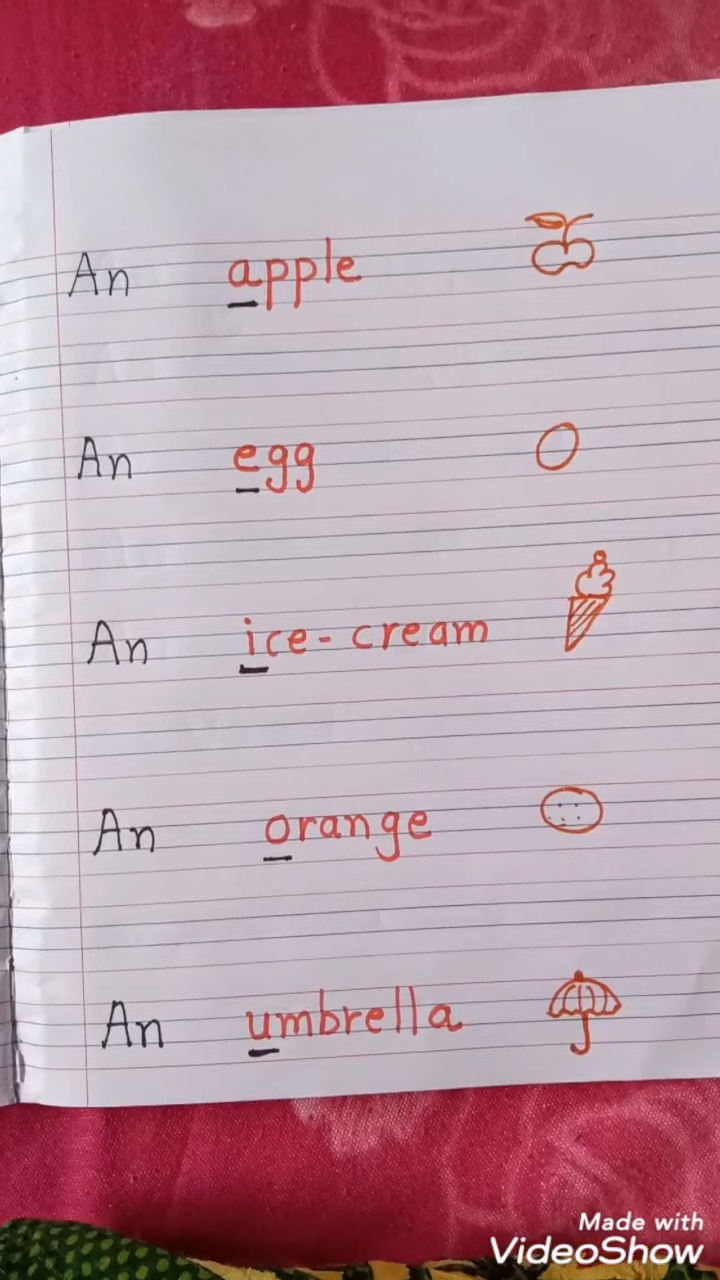 An apple
An egg
An ice-cream
An orange
An umbrella
Made with
VideoShow